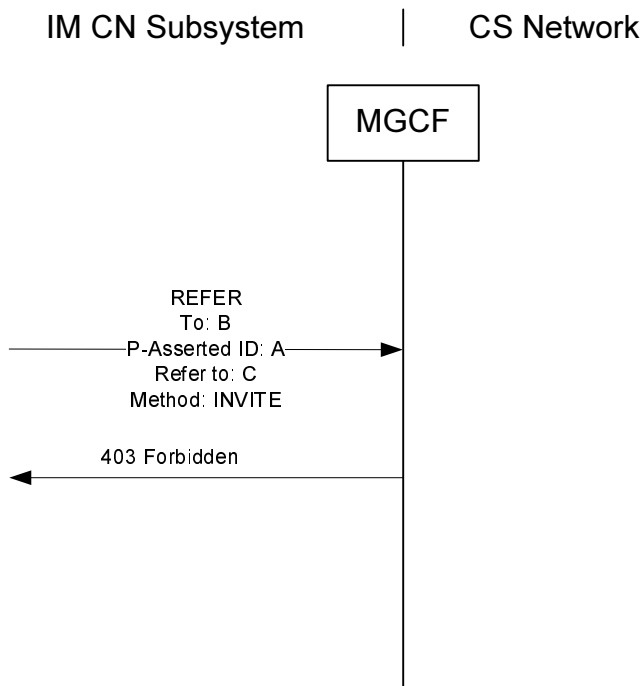 IM CN Subsystem | CS Network
MGCF
REFER
To: B
P-Asserted ID: A
Refer to: C
Method: INVITE
403 Forbidden